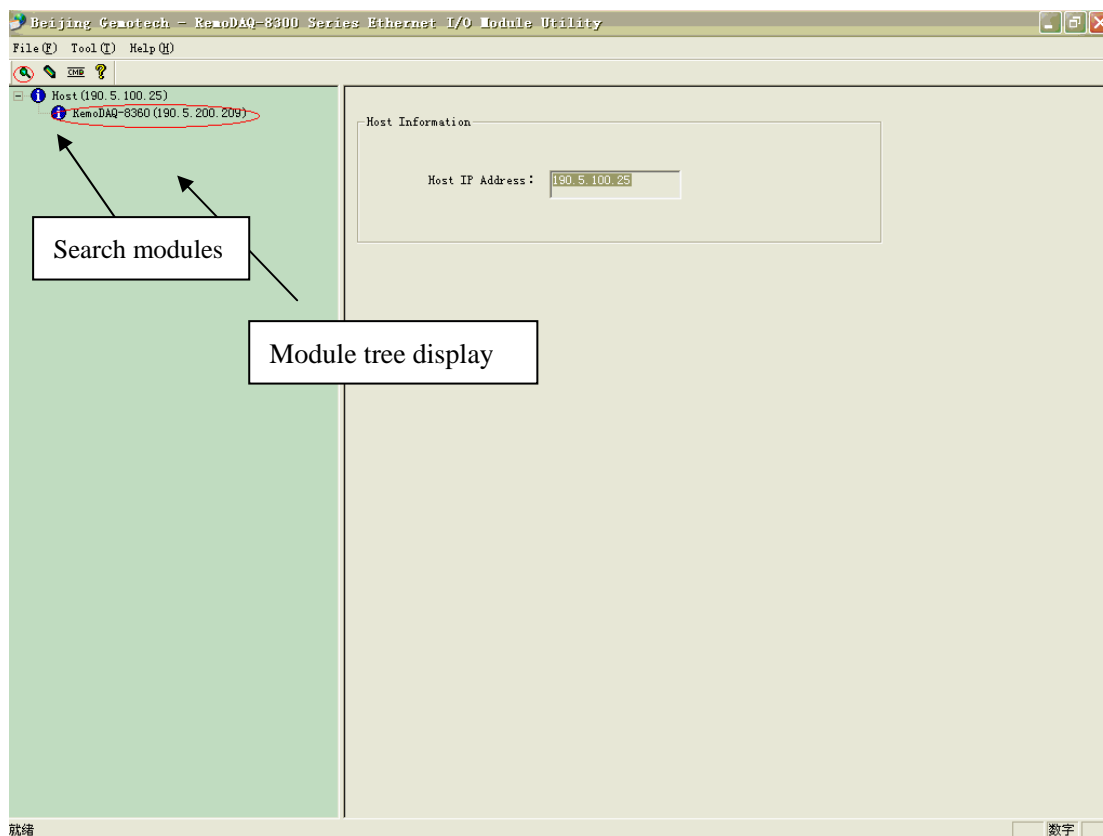 Beijing Gemotech - RemoDAQ-8300 Series Ethernet I/O Module Utility
File(F) Tool(T) Help(H)
CMD
Host(190.5.100.25)
RemoDAQ-8360(190.5.200.209)
Host Information
Host IP Address:
190.5.100.25
Search modules
Module tree display
就绪
数字